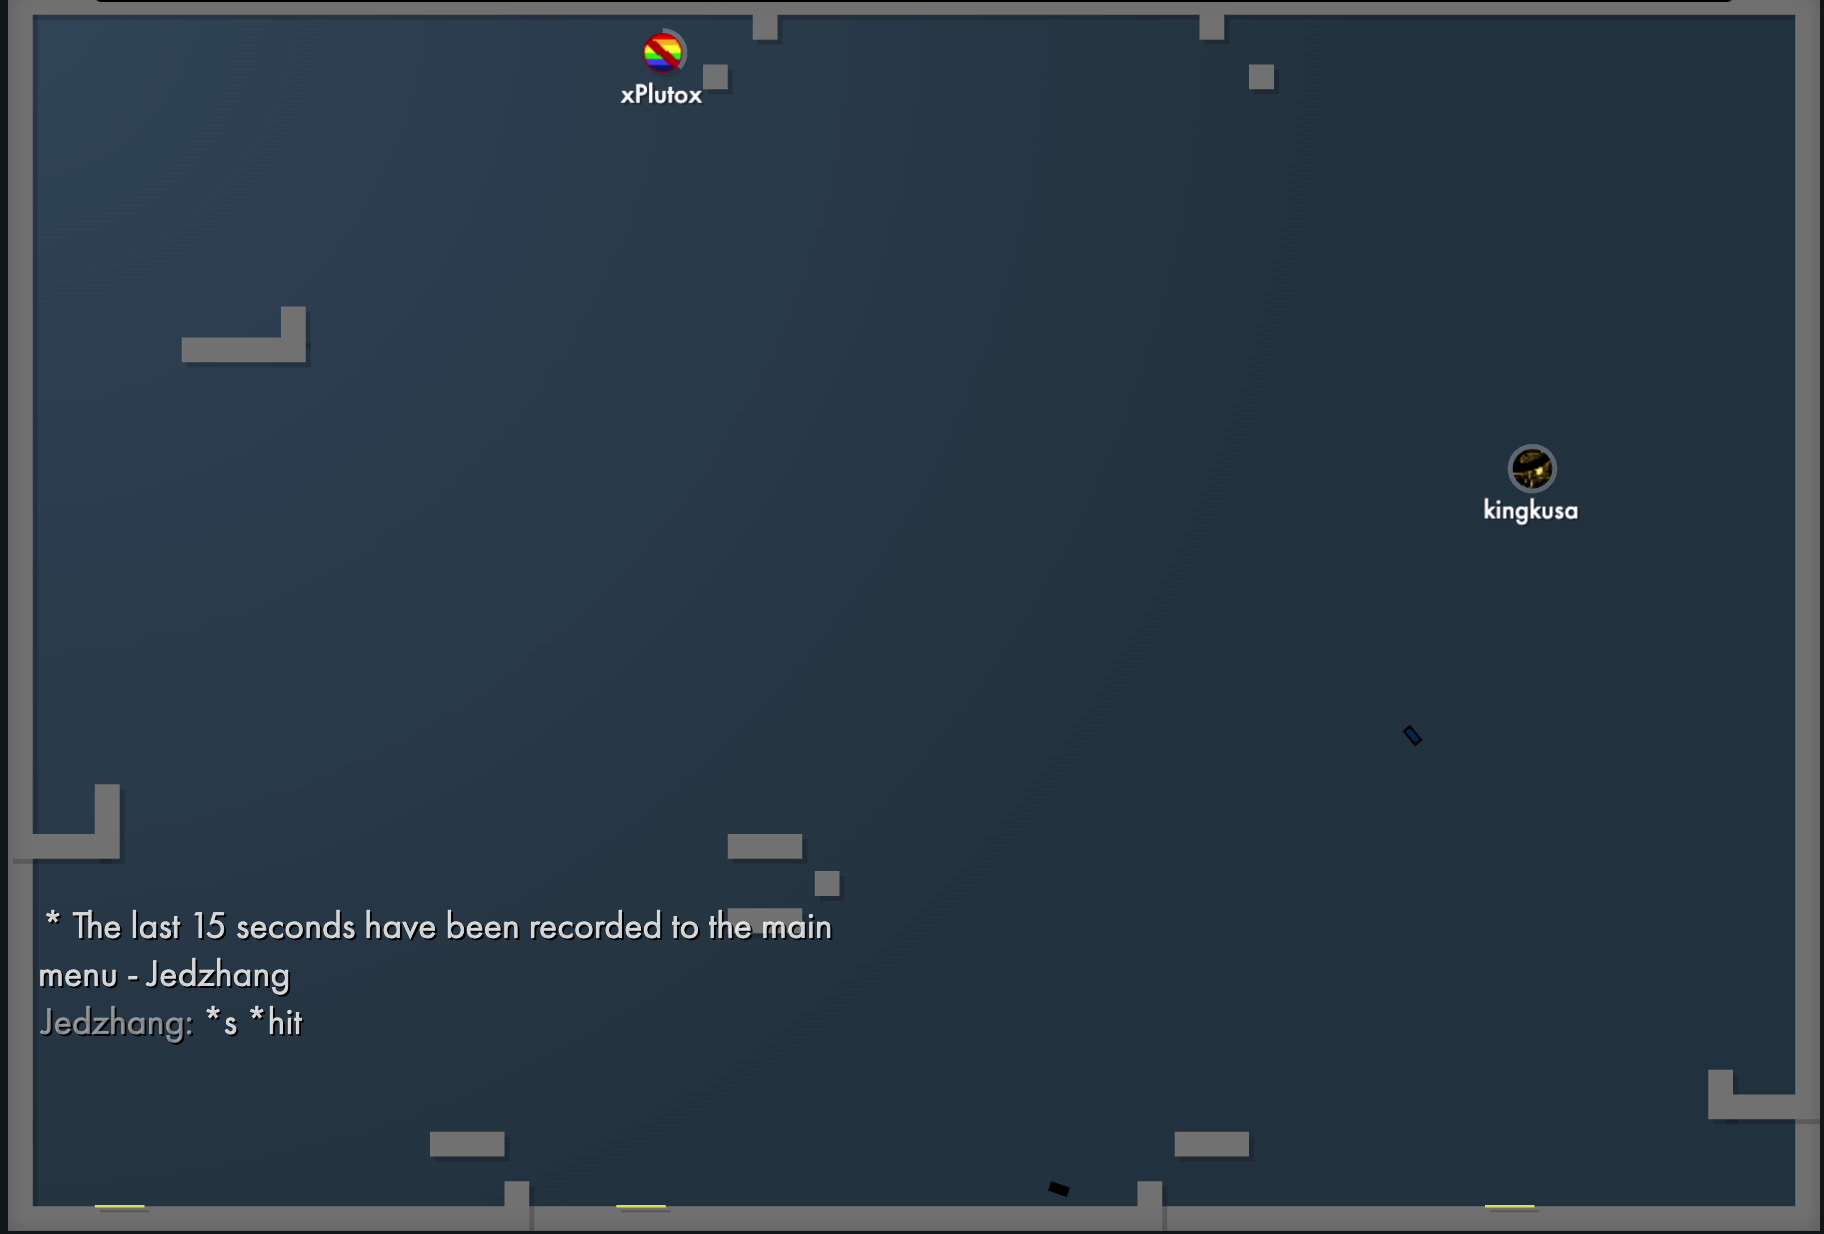 xPlutox
kingkusa
* The last 15 seconds have been recorded to the main
menu - Jedzhang
Jedzhang: *s *hit